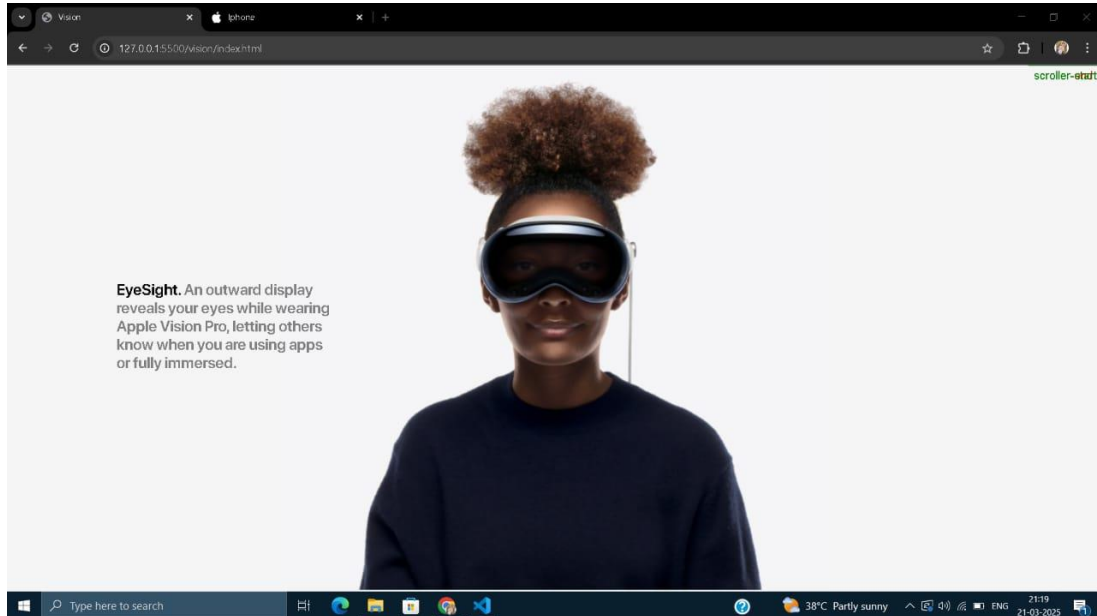 Vision
Iphone
127.0.0.1:5500/vision/index.html
scroller-start
EyeSight. An outward display
reveals your eyes while wearing
Apple Vision Pro, letting others
know when you are using apps
or fully immersed.
Type here to search
38°C Partly sunny
ENG
21:19
21-03-2025